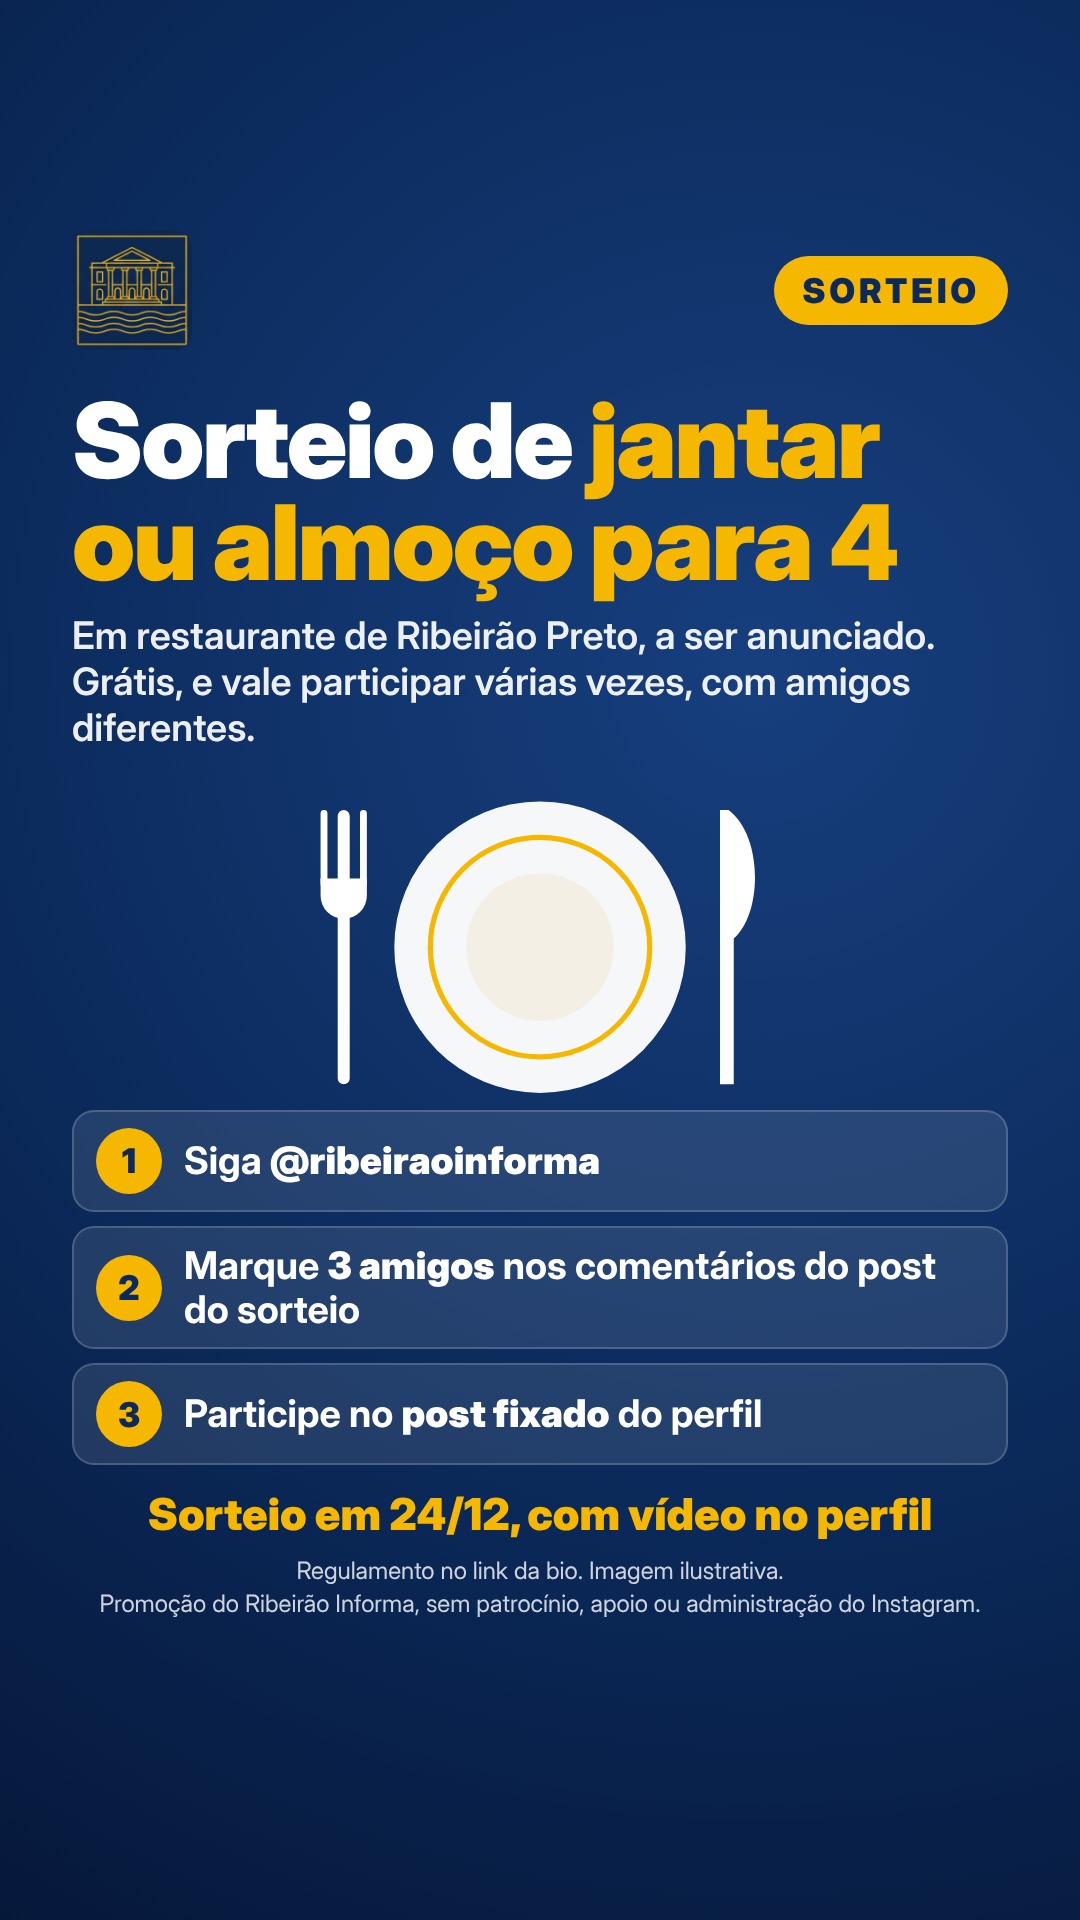 SORTEIO
Sorteio de jantar
ou almoço para 4
Em restaurante de Ribeirão Preto, a ser anunciado.
Grátis, e vale participar várias vezes, com amigos
diferentes.
1 Siga @ribeiraoinforma
2 Marque 3 amigos nos comentários do post
do sorteio
3 Participe no post fixado do perfil
Sorteio em 24/12, com vídeo no perfil
Regulamento no link da bio. Imagem ilustrativa.
Promoção do Ribeirão Informa, sem patrocínio, apoio ou administração do Instagram.